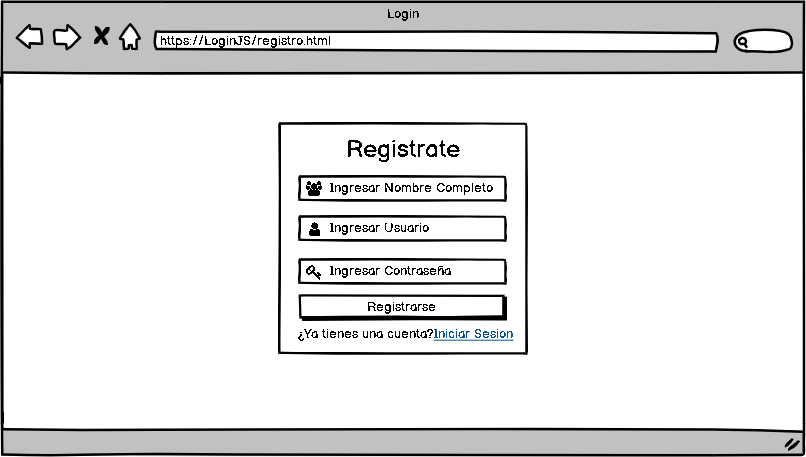 Login
https://LoginJS/registro.html
Registrate
Ingresar Nombre Completo
Ingresar Usuario
Ingresar Contraseña
Registrarse
¿Ya tienes una cuenta?Iniciar Sesion